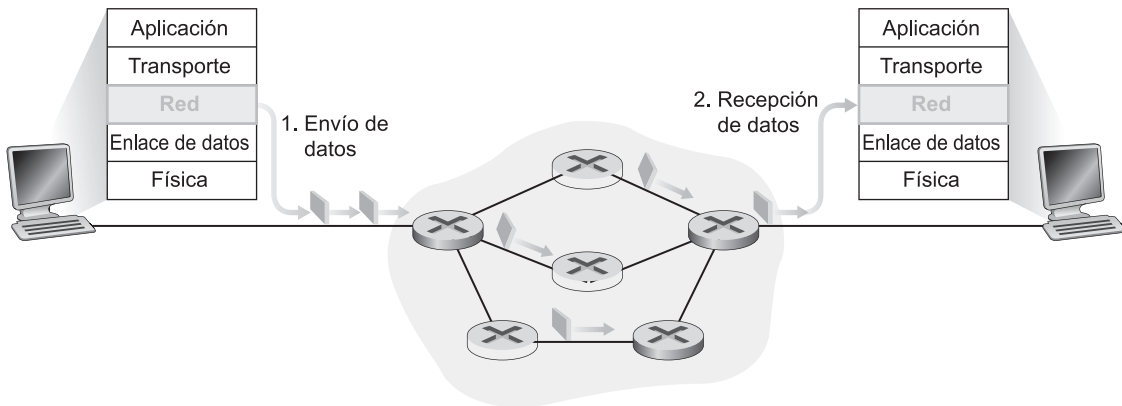 Aplicación
Transporte
Red
Enlace de datos
Física
1. Envío de
datos
2. Recepción
de datos
Aplicación
Transporte
Red
Enlace de datos
Física